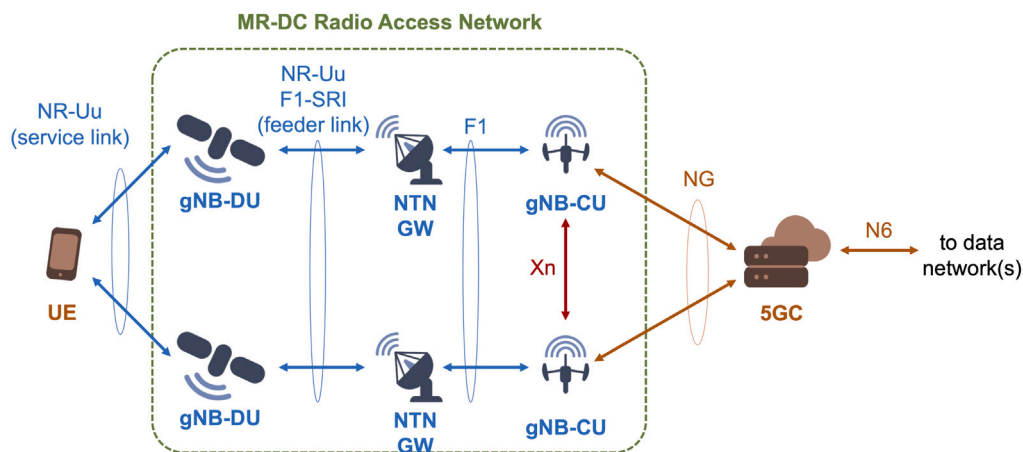 MR-DC Radio Access Network
NR-Uu
(service link)
NR-Uu
F1-SRI
(feeder link)
F1
gNB-DU
NTN
GW
gNB-CU
NG
UE
Xn
5GC
N6
to data
network(s)
gNB-DU
NTN
GW
gNB-CU